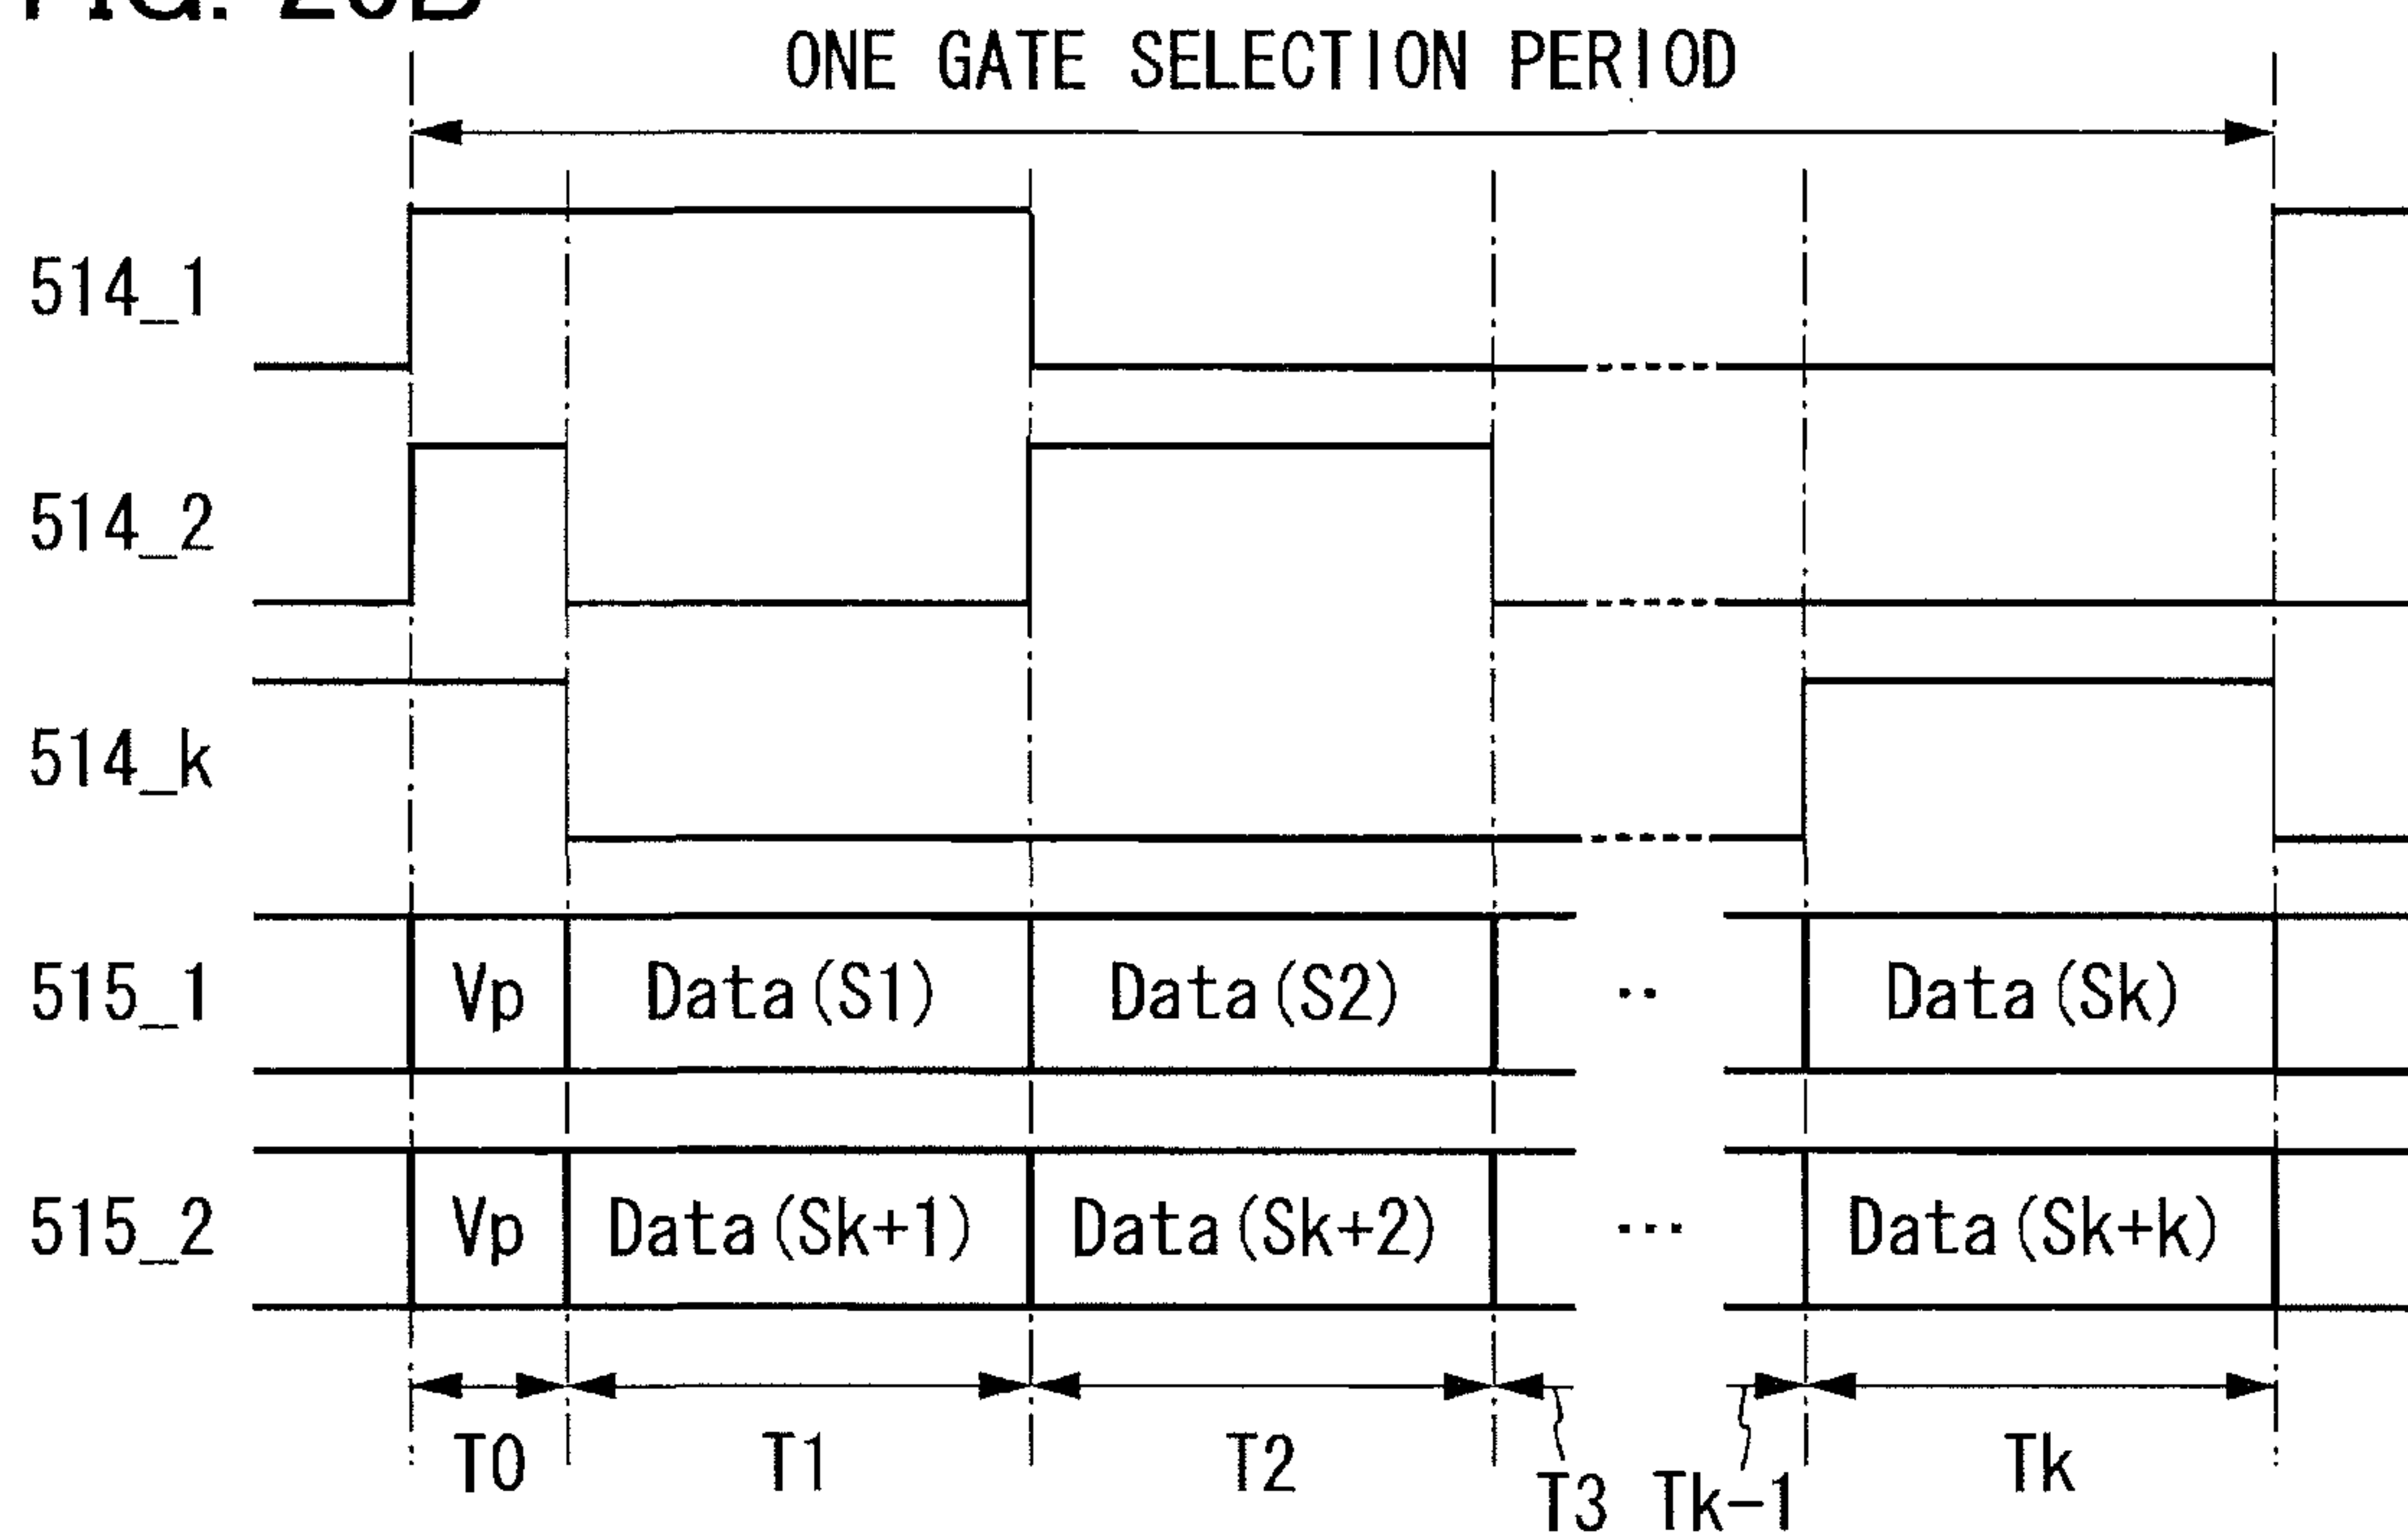 ONE GATE SELECTION PERIOD
514_1
514_2
514_k
515_1 Vp Data(S1) Data(S2) ·· Data(Sk)
515_2 Vp Data(Sk+1) Data(Sk+2) ··· Data(Sk+k)
T0 T1 T2 T3 Tk-1 Tk